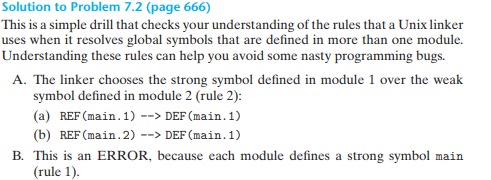 Solution to Problem 7.2 (page 666)
This is a simple drill that checks your understanding of the rules that a Unix linker
uses when it resolves global symbols that are defined in more than one module.
Understanding these rules can help you avoid some nasty programming bugs.
A. The linker chooses the strong symbol defined in module 1 over the weak
symbol defined in module 2 (rule 2):
(a) REF(main.1) --> DEF(main.1)
(b) REF(main.2) --> DEF(main.1)
B. This is an ERROR, because each module defines a strong symbol main
(rule 1).